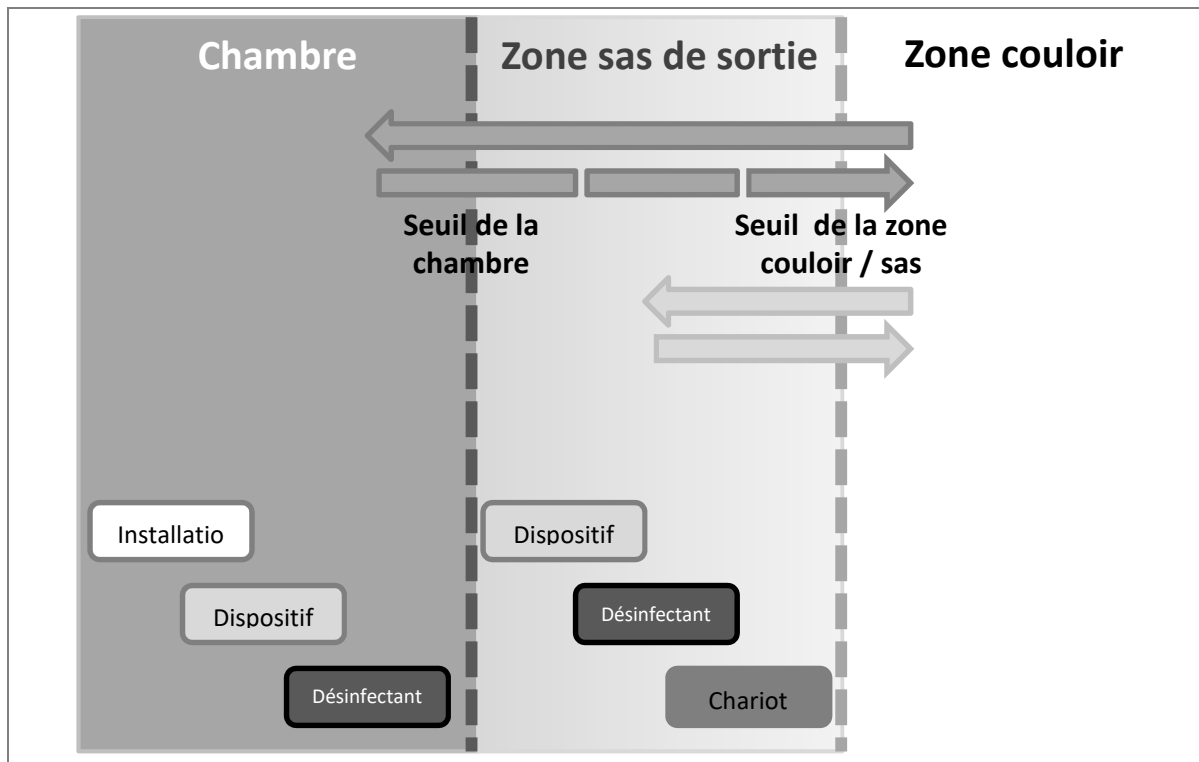 Chambre
Zone sas de sortie
Zone couloir
Seuil de la
chambre
Seuil de la zone
couloir / sas
Installatio
Dispositif
Dispositif
Désinfectant
Désinfectant
Chariot